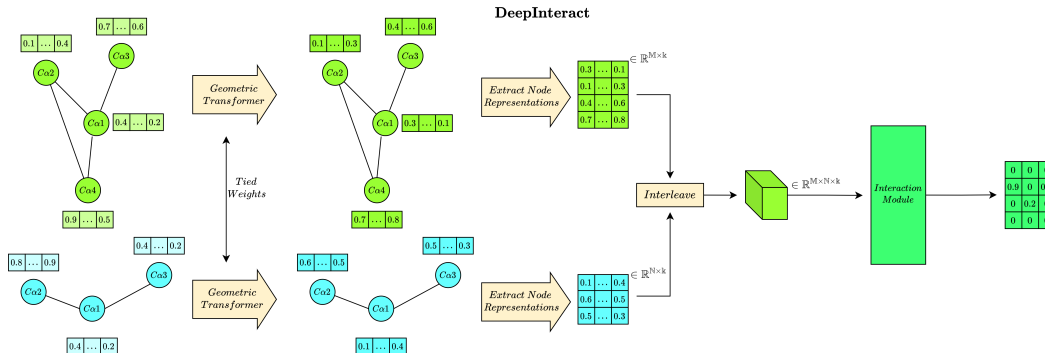 DeepInteract
0.7 ... 0.6
0.1 ... 0.4
Cα3
Cα2
Cα1
0.4 ... 0.2
Cα4
0.9 ... 0.5
Geometric
Transformer
0.4 ... 0.6
0.1 ... 0.3
Cα3
Cα2
Cα1
0.3 ... 0.1
Cα4
0.7 ... 0.8
Extract Node
Representations
0.3 ... 0.1
0.1 ... 0.3
0.4 ... 0.6
0.7 ... 0.8
∈ ℝ^M×k
Tied
Weights
0.4 ... 0.2
0.8 ... 0.9
Cα3
Cα2
Cα1
0.4 ... 0.2
Geometric
Transformer
0.5 ... 0.3
0.6 ... 0.5
Cα3
Cα2
Cα1
0.1 ... 0.4
Extract Node
Representations
0.1 ... 0.4
0.6 ... 0.5
0.5 ... 0.3
∈ ℝ^N×k
Interleave
∈ ℝ^M×N×k
Interaction
Module
0 0
0.9 0
0 0.2
0 0